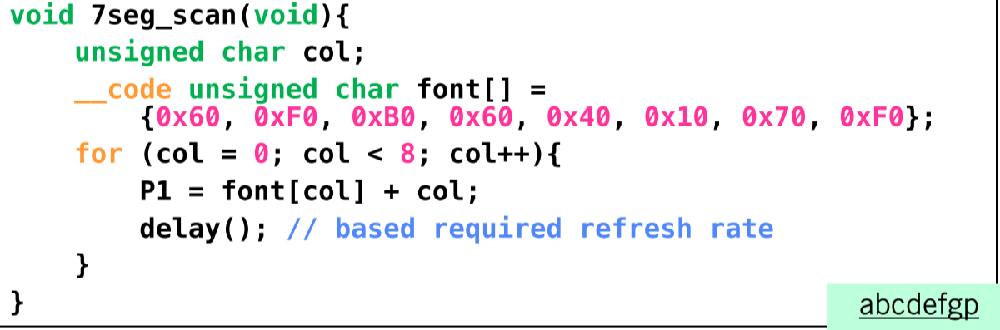 void 7seg_scan(void){
unsigned char col;
__code unsigned char font[] =
{0x60, 0xF0, 0xB0, 0x60, 0x40, 0x10, 0x70, 0xF0};
for (col = 0; col < 8; col++){
P1 = font[col] + col;
delay(); // based required refresh rate
}
}
abcdefgp